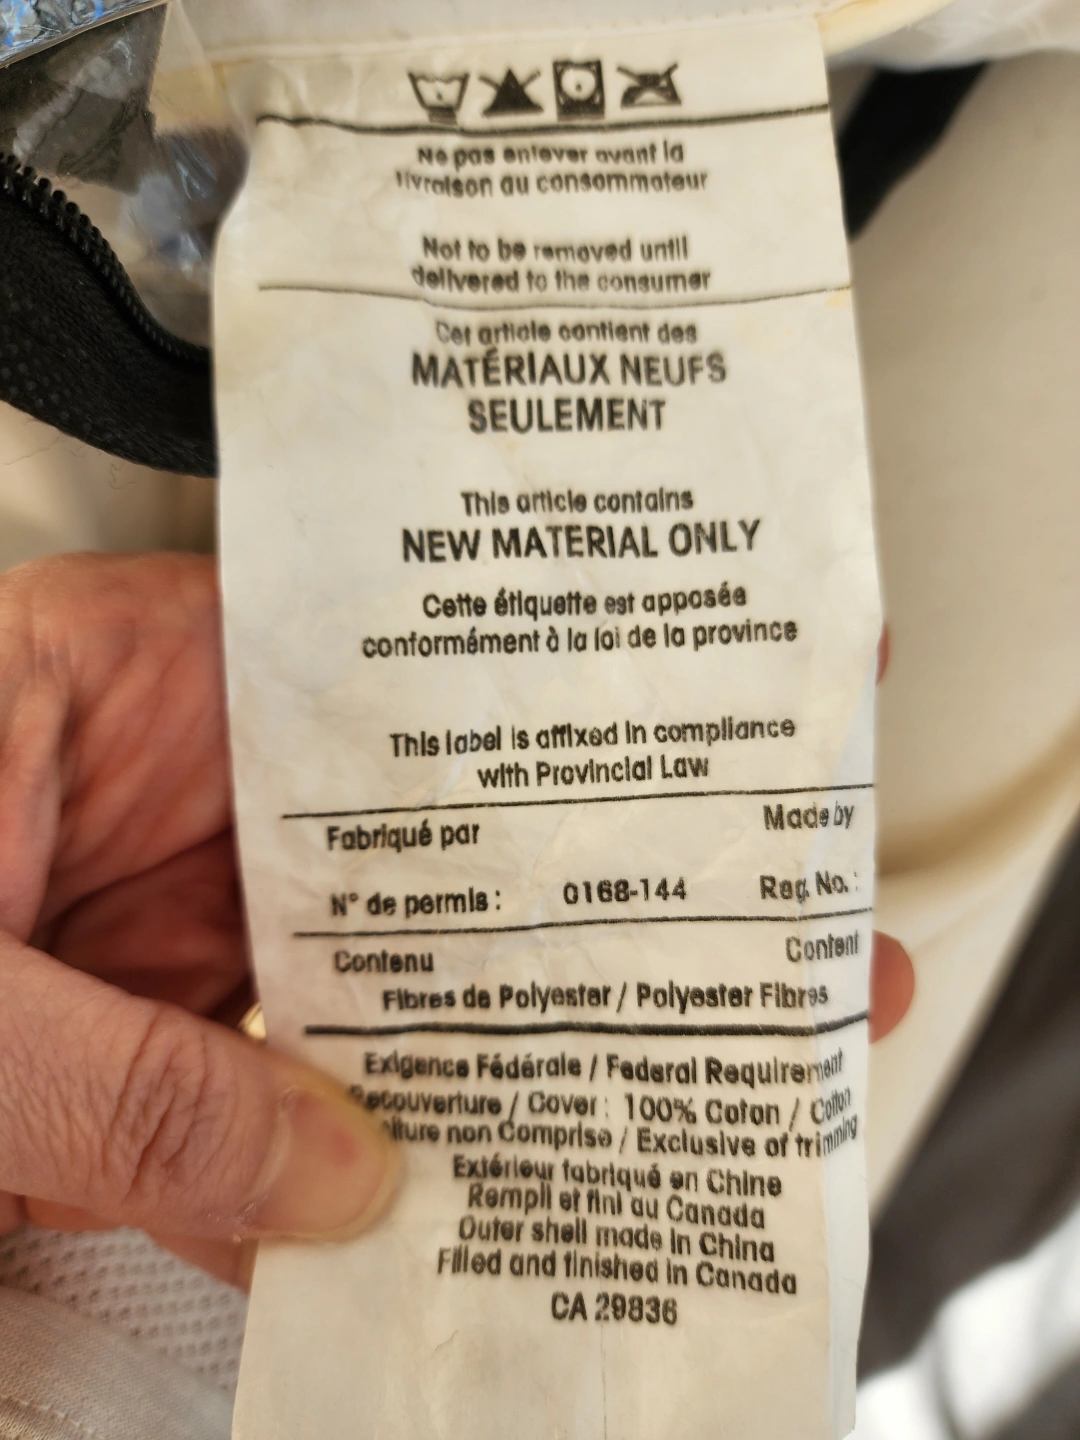 Ne pas enlever avant la
livraison au consommateur
Not to be removed until
delivered to the consumer
Cet article contient des
MATÉRIAUX NEUFS
SEULEMENT
This article contains
NEW MATERIAL ONLY
Cette étiquette est apposée
conformément à la loi de la province
This label is affixed in compliance
with Provincial Law
Fabriqué par Made by
N° de permis : 0168-144 Reg. No. :
Contenu Content
Fibres de Polyester / Polyester Fibres
Exigence Fédérale / Federal Requirement
Recouverture / Cover : 100% Coton / Cotton
non Comprise / Exclusive of trimming
Extérieur fabriqué en Chine
Rempli et fini au Canada
Outer shell made in China
Filled and finished in Canada
CA 29836